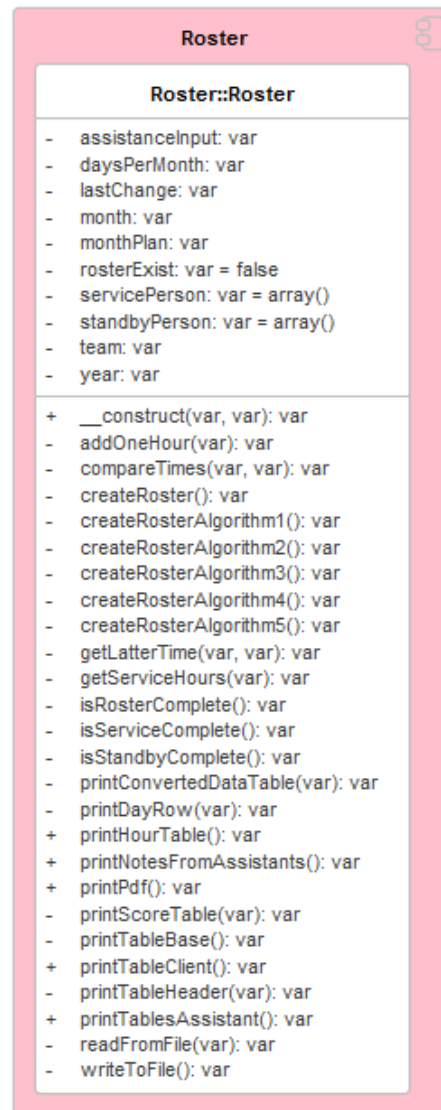 Roster
Roster::Roster
- assistanceInput: var
- daysPerMonth: var
- lastChange: var
- month: var
- monthPlan: var
- rosterExist: var = false
- servicePerson: var = array()
- standbyPerson: var = array()
- team: var
- year: var
+ __construct(var, var): var
- addOneHour(var): var
- compareTimes(var, var): var
- createRoster(): var
- createRosterAlgorithm1(): var
- createRosterAlgorithm2(): var
- createRosterAlgorithm3(): var
- createRosterAlgorithm4(): var
- createRosterAlgorithm5(): var
- getLatterTime(var, var): var
- getServiceHours(var): var
- isRosterComplete(): var
- isServiceComplete(): var
- isStandbyComplete(): var
- printConvertedDataTable(var): var
- printDayRow(var): var
+ printHourTable(): var
+ printNotesFromAssistants(): var
+ printPdf(): var
- printScoreTable(var): var
- printTableBase(): var
+ printTableClient(): var
- printTableHeader(var): var
+ printTablesAssistant(): var
- readFromFile(var): var
- writeToFile(): var